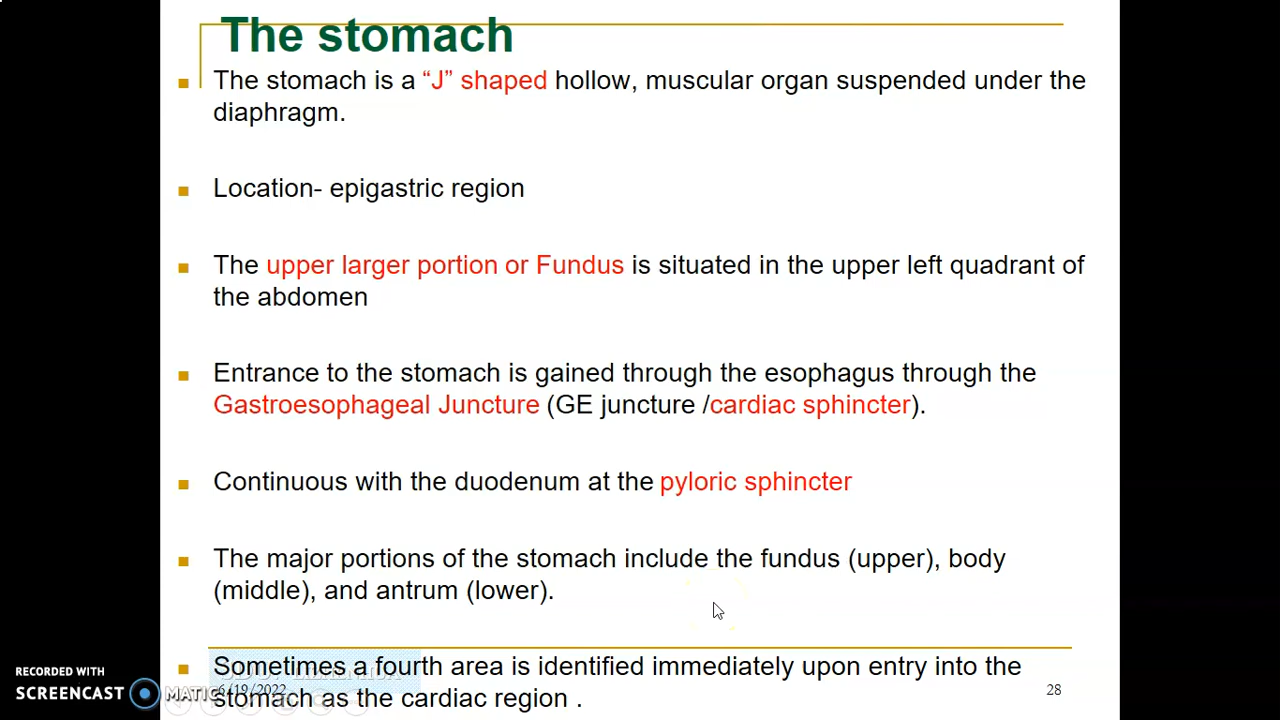 The stomach
The stomach is a “J” shaped hollow, muscular organ suspended under the
diaphragm.
Location- epigastric region
The upper larger portion or Fundus is situated in the upper left quadrant of
the abdomen
Entrance to the stomach is gained through the esophagus through the
Gastroesophageal Juncture (GE juncture /cardiac sphincter).
Continuous with the duodenum at the pyloric sphincter
The major portions of the stomach include the fundus (upper), body
(middle), and antrum (lower).
Sometimes a fourth area is identified immediately upon entry into the
stomach as the cardiac region .
6/19/2022
28
RECORDED WITH
SCREENCAST MATIC